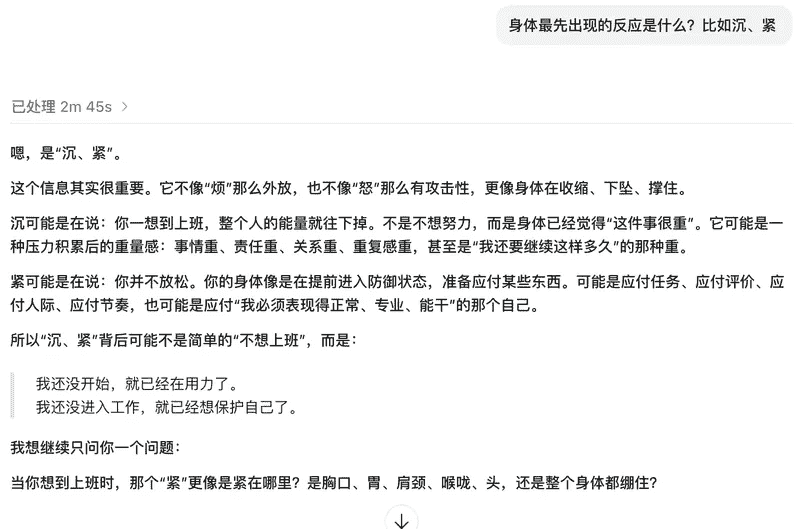 身体最先出现的反应是什么？比如沉、紧
已处理 2m 45s
嗯，是“沉、紧”。
这个信息其实很重要。它不像“烦”那么外放，也不像“怒”那么有攻击性，更像身体在收缩、下坠、撑住。
沉可能是在说：你一想到上班，整个人的能量就往下掉。不是不想努力，而是身体已经觉得“这件事很重”。它可能是一
种压力积累后的重量感：事情重、责任重、关系重、重复感重，甚至是“我还要继续这样多久”的那种重。
紧可能是在说：你并不放松。你的身体像是在提前进入防御状态，准备应付某些东西。可能是应付任务、应付评价、应
付人际、应付节奏，也可能是应付“我必须表现得正常、专业、能干”的那个自己。
所以“沉、紧”背后可能不是简单的“不想上班”，而是：
我还没开始，就已经在用力了。
我还没进入工作，就已经想保护自己了。
我想继续只问你一个问题：
当你想到上班时，那个“紧”更像是紧在哪里？是胸口、胃、肩颈、喉咙、头，还是整个身体都绷住？